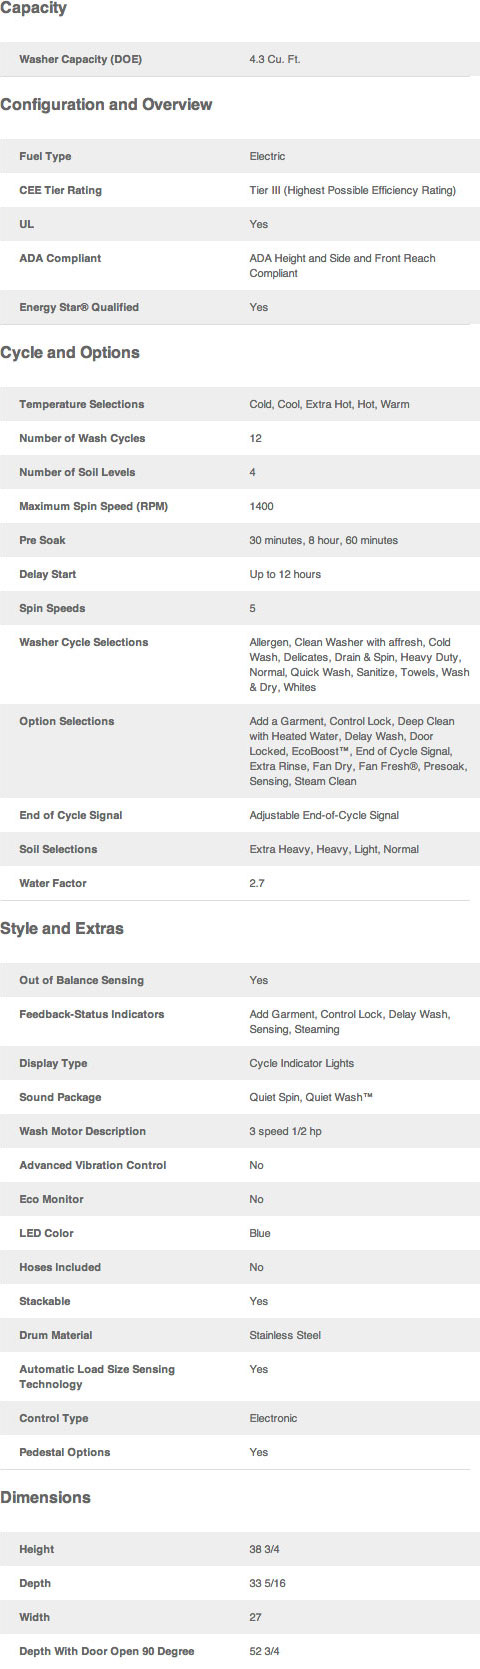 Capacity
Washer Capacity (DOE) 4.3 Cu. Ft.
Configuration and Overview
Fuel Type Electric
CEE Tier Rating Tier III (Highest Possible Efficiency Rating)
UL Yes
ADA Compliant ADA Height and Side and Front Reach
Compliant
Energy Star® Qualified Yes
Cycle and Options
Temperature Selections Cold, Cool, Extra Hot, Hot, Warm
Number of Wash Cycles 12
Number of Soil Levels 4
Maximum Spin Speed (RPM) 1400
Pre Soak 30 minutes, 8 hour, 60 minutes
Delay Start Up to 12 hours
Spin Speeds 5
Washer Cycle Selections Allergen, Clean Washer with affresh, Cold
Wash, Delicates, Drain & Spin, Heavy Duty,
Normal, Quick Wash, Sanitize, Towels, Wash
& Dry, Whites
Option Selections Add a Garment, Control Lock, Deep Clean
with Heated Water, Delay Wash, Door
Locked, EcoBoost™, End of Cycle Signal,
Extra Rinse, Fan Dry, Fan Fresh®, Presoak,
Sensing, Steam Clean
End of Cycle Signal Adjustable End-of-Cycle Signal
Soil Selections Extra Heavy, Heavy, Light, Normal
Water Factor 2.7
Style and Extras
Out of Balance Sensing Yes
Feedback-Status Indicators Add Garment, Control Lock, Delay Wash,
Sensing, Steaming
Display Type Cycle Indicator Lights
Sound Package Quiet Spin, Quiet Wash™
Wash Motor Description 3 speed 1/2 hp
Advanced Vibration Control No
Eco Monitor No
LED Color Blue
Hoses Included No
Stackable Yes
Drum Material Stainless Steel
Automatic Load Size Sensing Yes
Technology
Control Type Electronic
Pedestal Options Yes
Dimensions
Height 38 3/4
Depth 33 5/16
Width 27
Depth With Door Open 90 Degree 52 3/4